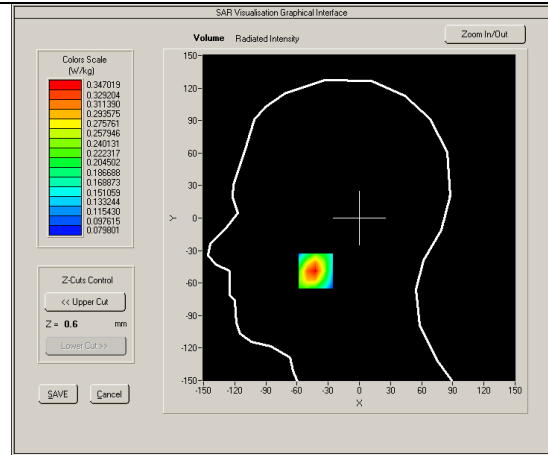 SAR Visualisation Graphical Interface
Volume Radiated Intensity
Zoom In/Out
Colors Scale
(W/kg)
0.347019
0.329204
0.311390
0.293575
0.275761
0.257946
0.240131
0.222317
0.204502
0.186688
0.168873
0.151059
0.133244
0.115430
0.097615
0.079801
Z-Cuts Control
<< Upper Cut
Z = 0.6 mm
Lower Cut >>
SAVE
Cancel
150
120
90
60
30
0
-30
-60
-90
-120
-150
Y
-150 -120 -90 -60 -30 0 30 60 90 120 150
X